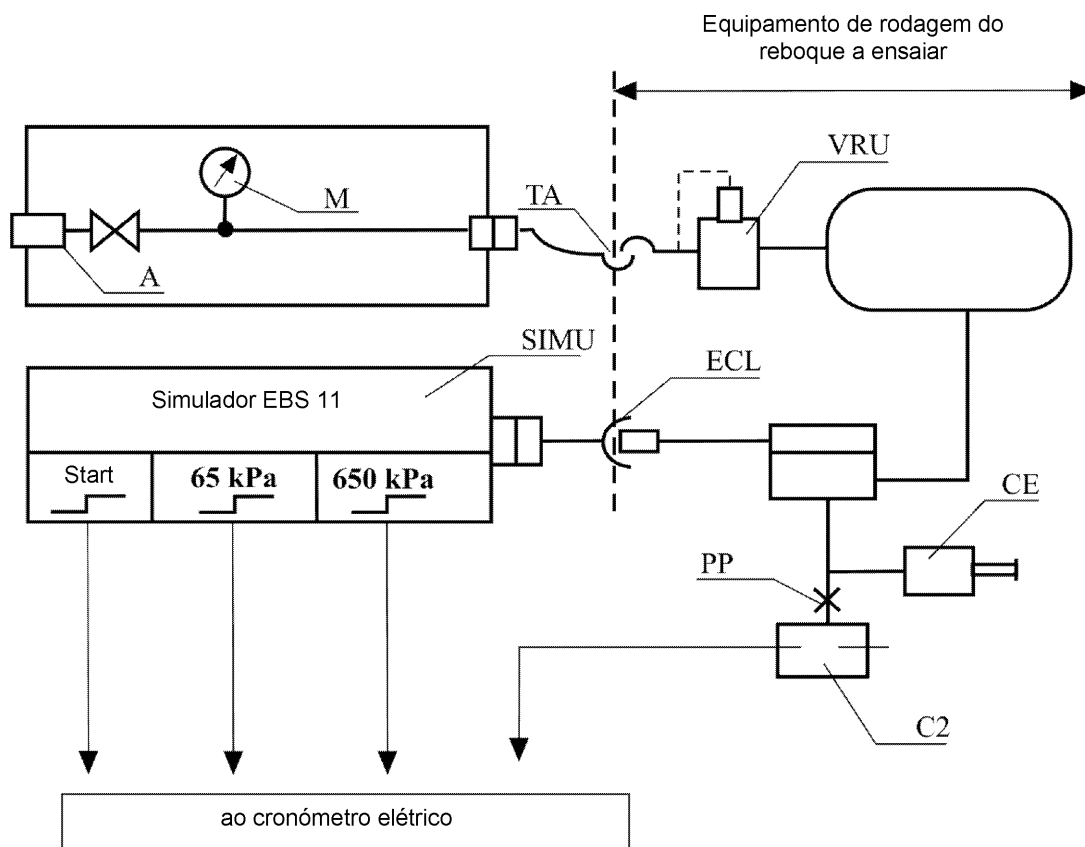 Equipamento de rodagem do
reboque a ensaiar
VRU
M
TA
A
SIMU
ECL
Simulador EBS 11
Start
65 kPa
650 kPa
CE
PP
C2
ao cronómetro elétrico